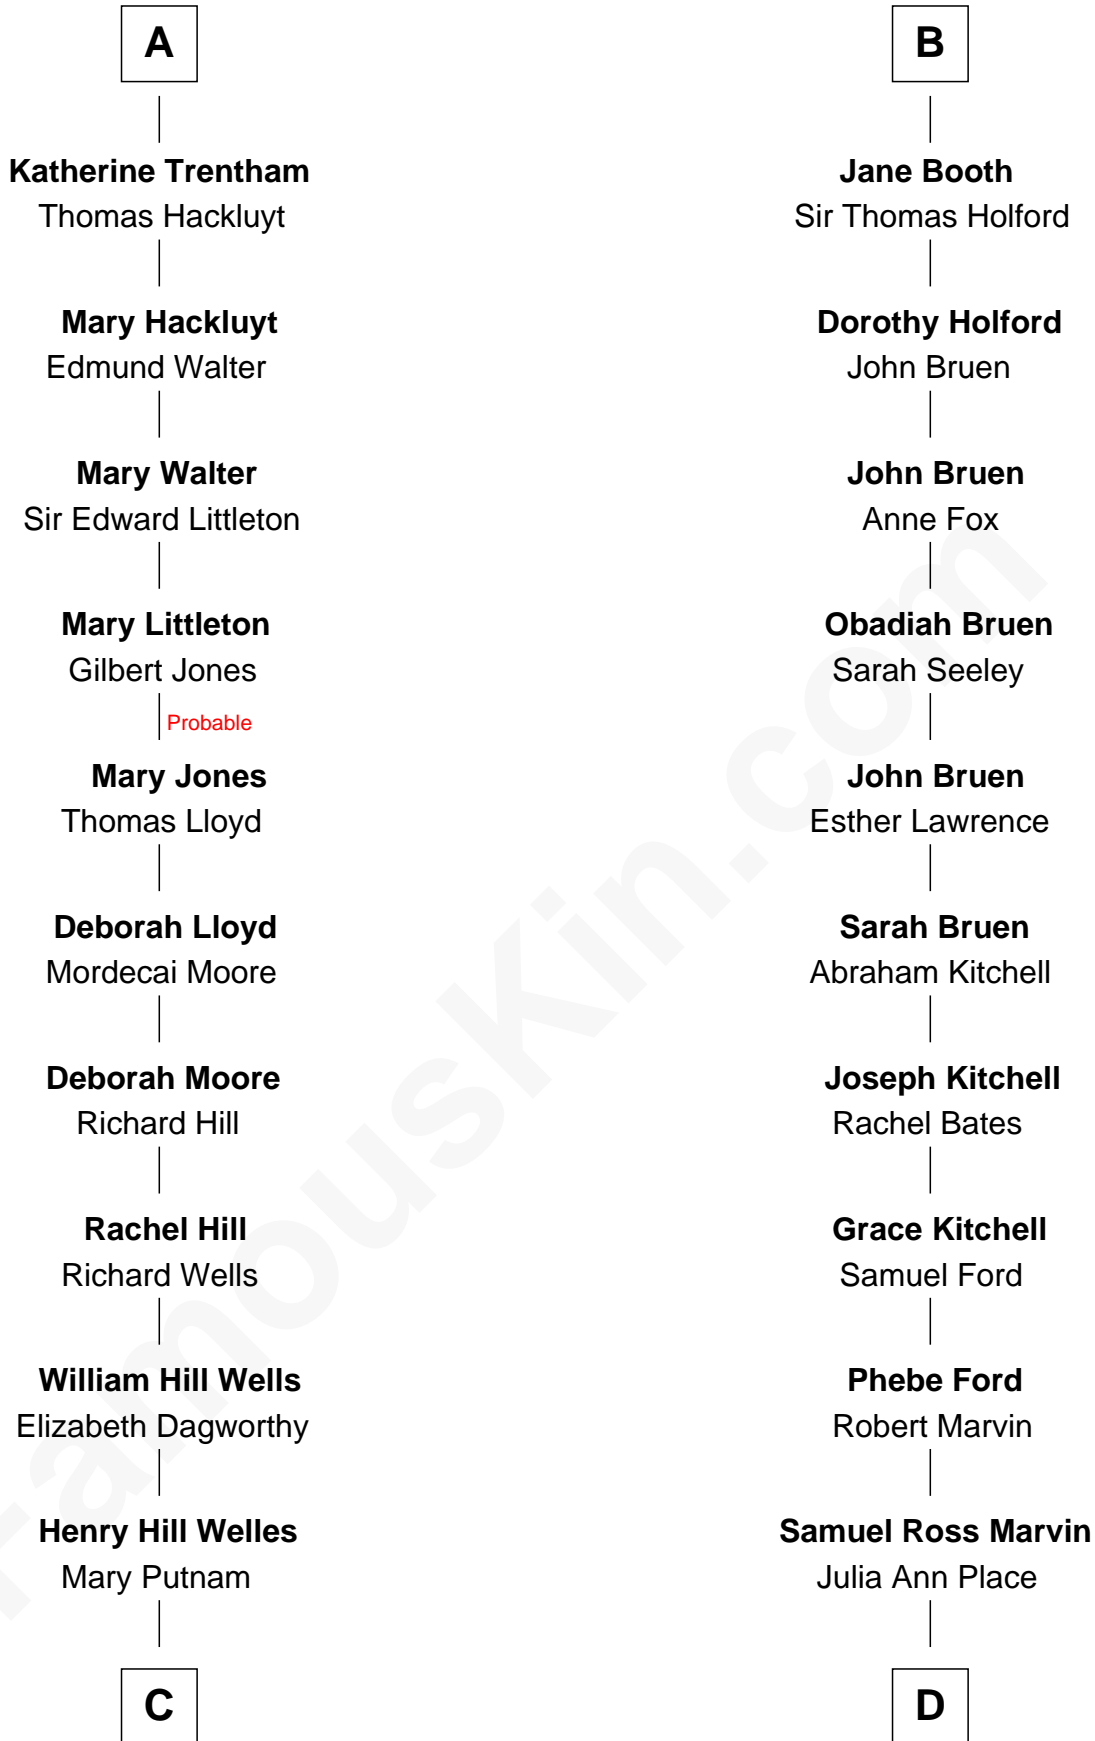 A
Katherine Trentham
Thomas Hackluyt
Mary Hackluyt
Edmund Walter
Mary Walter
Sir Edward Littleton
Mary Littleton
Gilbert Jones
Probable
Mary Jones
Thomas Lloyd
Deborah Lloyd
Mordecai Moore
Deborah Moore
Richard Hill
Rachel Hill
Richard Wells
William Hill Wells
Elizabeth Dagworthy
Henry Hill Welles
Mary Putnam
C
B
Jane Booth
Sir Thomas Holford
Dorothy Holford
John Bruen
John Bruen
Anne Fox
Obadiah Bruen
Sarah Seeley
John Bruen
Esther Lawrence
Sarah Bruen
Abraham Kitchell
Joseph Kitchell
Rachel Bates
Grace Kitchell
Samuel Ford
Phebe Ford
Robert Marvin
Samuel Ross Marvin
Julia Ann Place
D
FamousKin.com